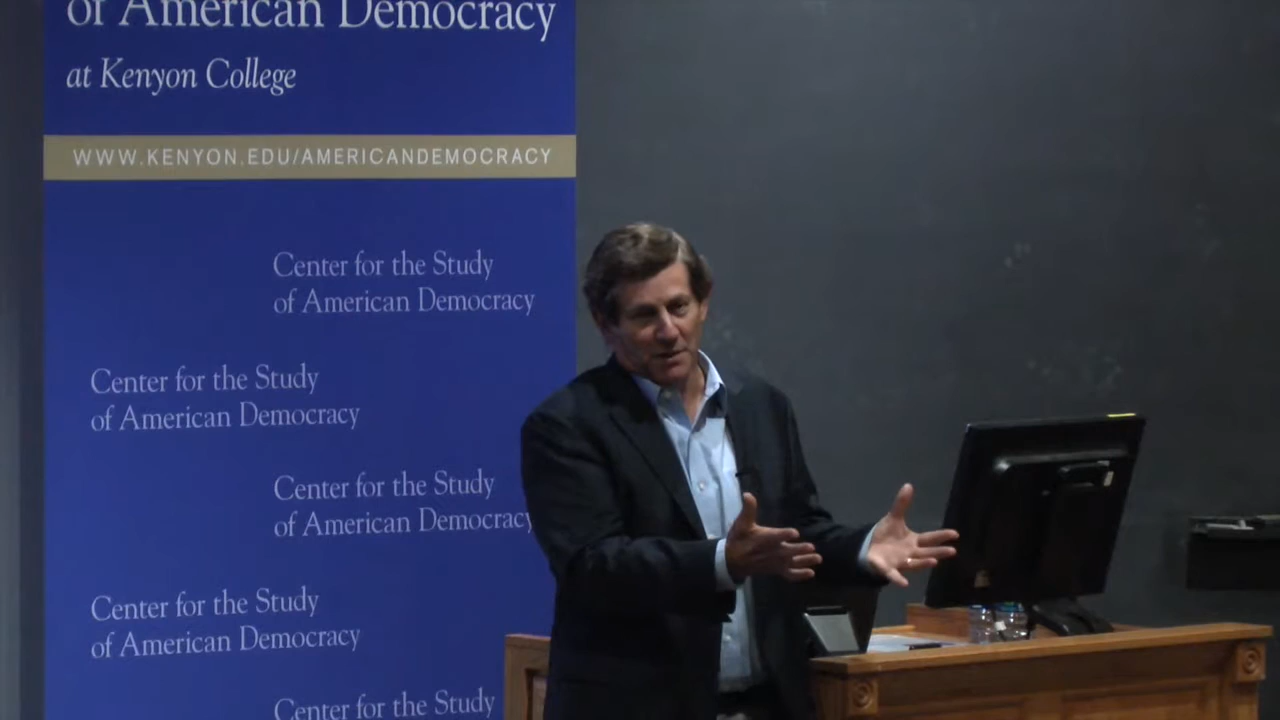 of American Democracy
at Kenyon College
WWW.KENYON.EDU/AMERICANDEMOCRACY
Center for the Study
of American Democracy
Center for the Study
of American Democracy
Center for the Study
of American Democracy
Center for the Study
of American Democracy
Center for the Study